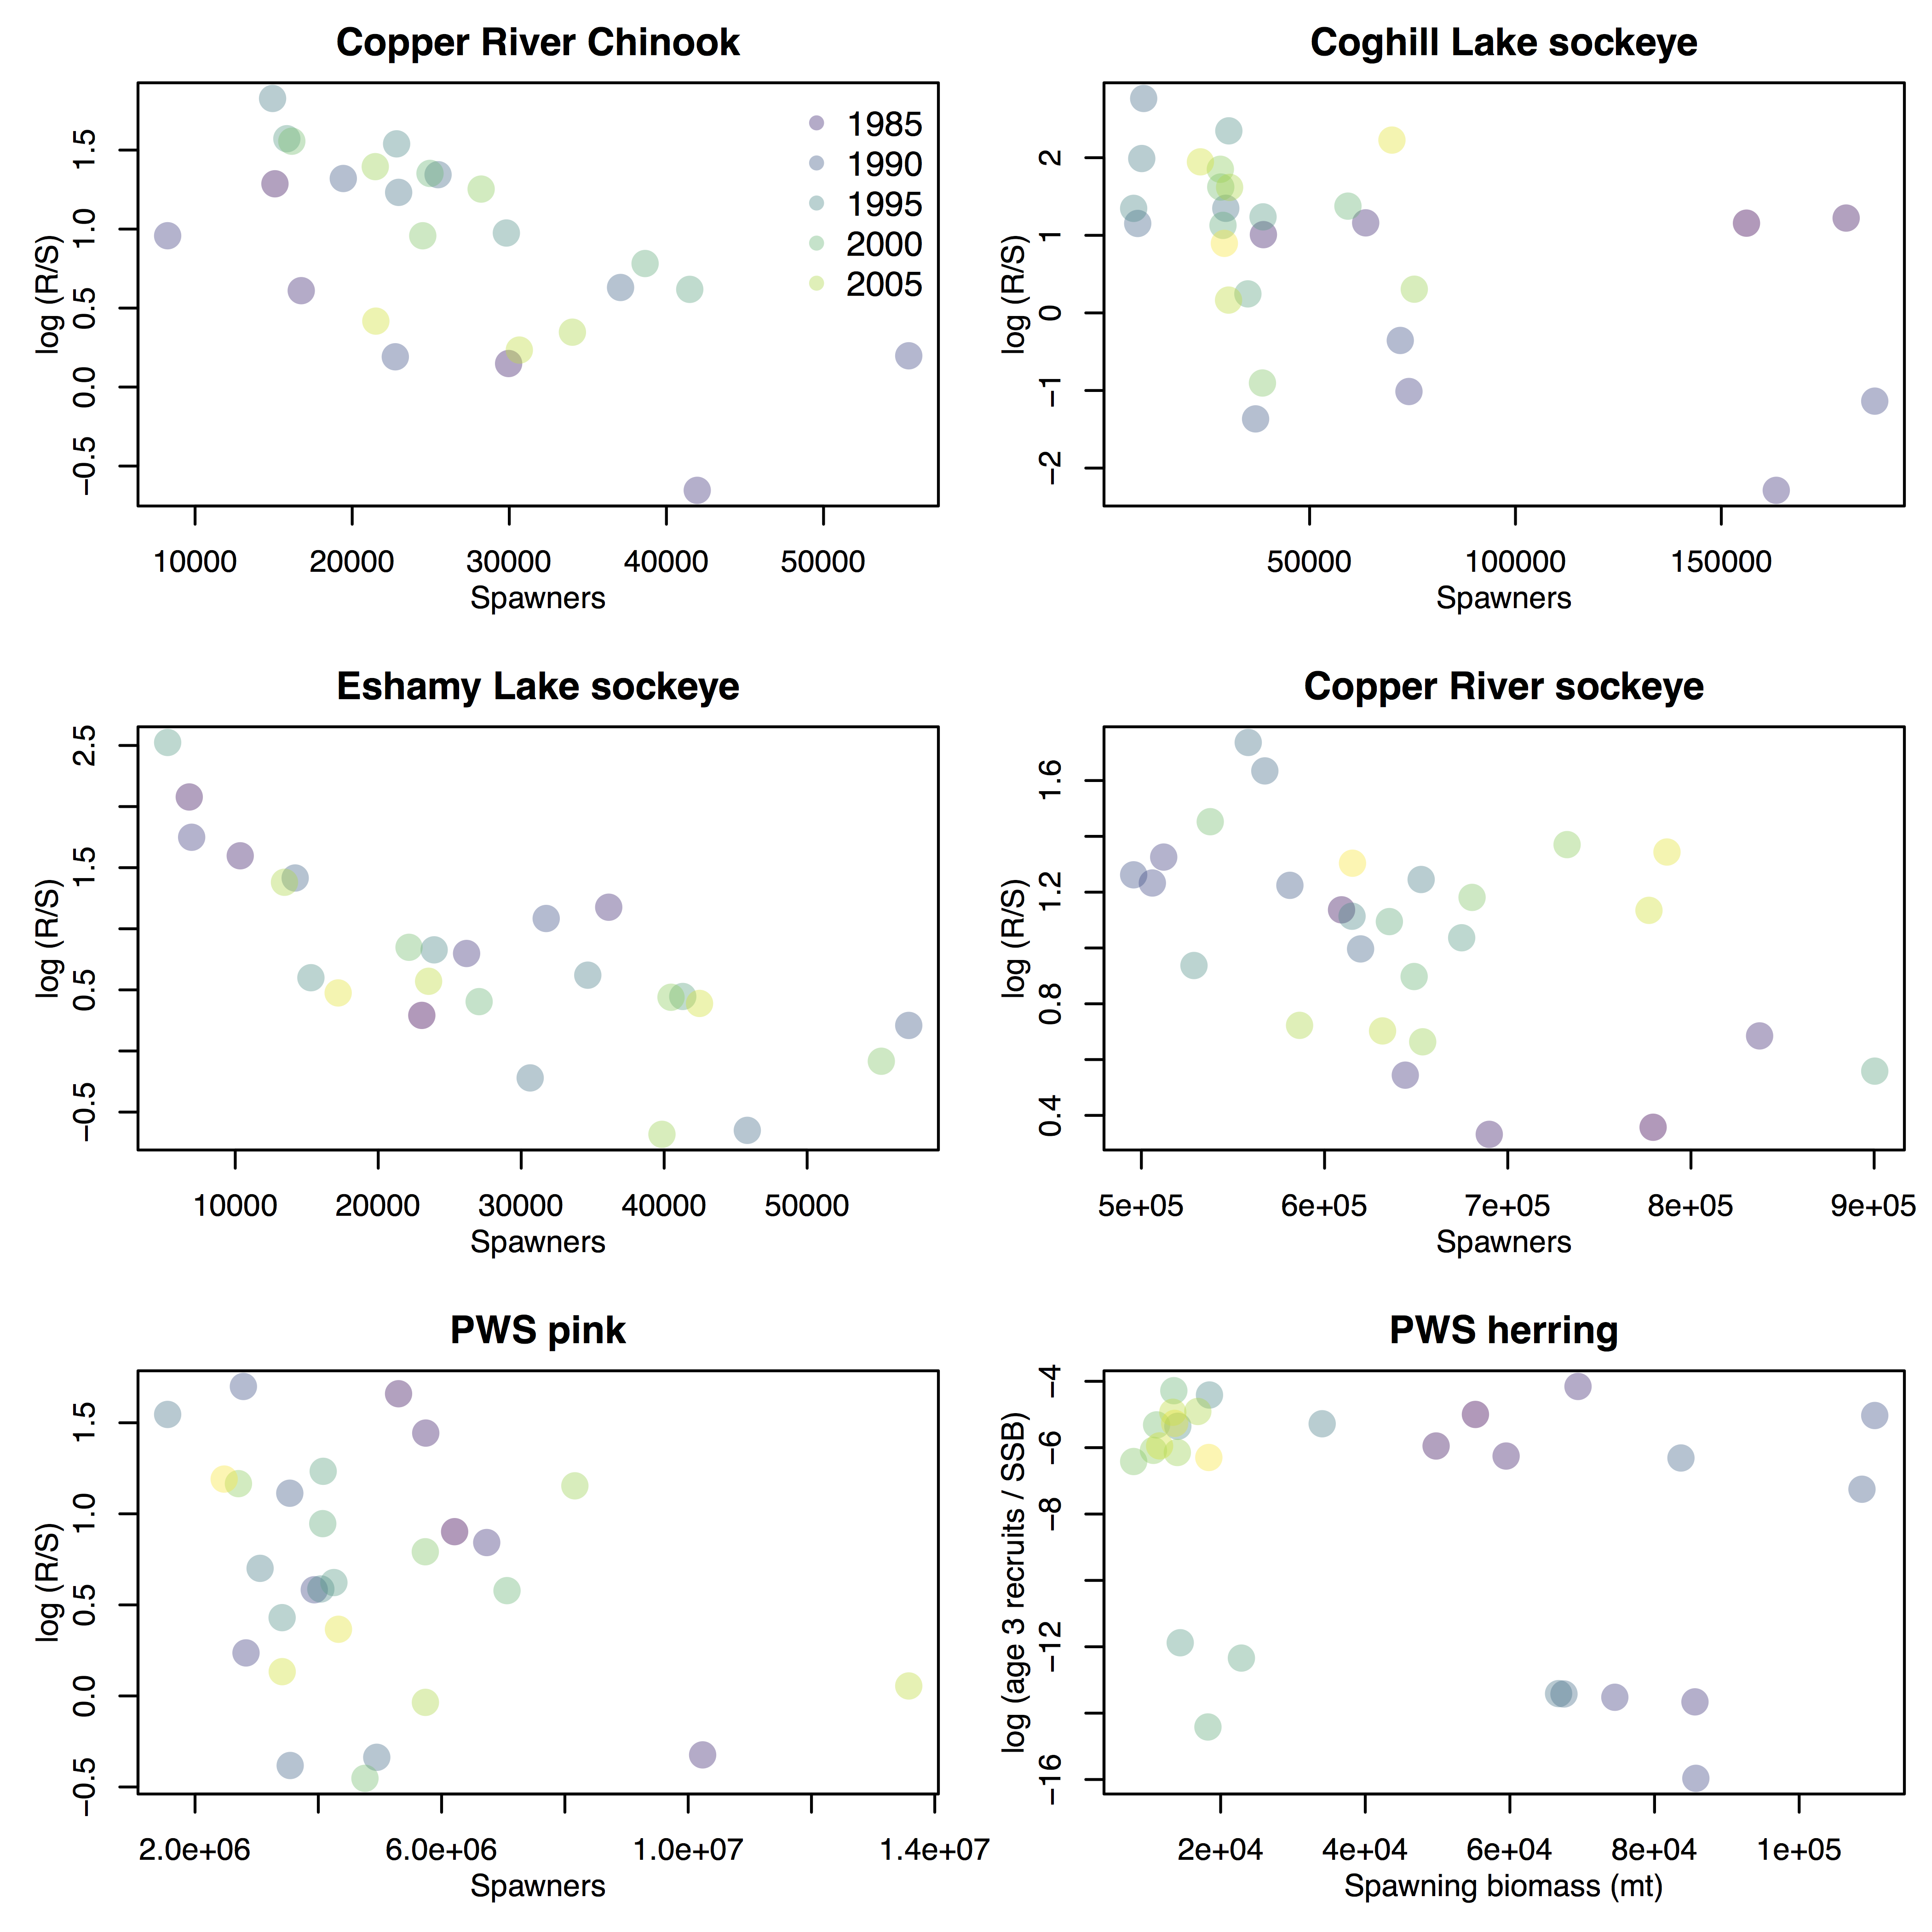 Copper River Chinook
log (R/S)
1.5
1.0
0.5
0.0
−0.5
1985
1990
1995
2000
2005
10000 20000 30000 40000 50000
Spawners
Coghill Lake sockeye
log (R/S)
2
1
0
−1
−2
50000 100000 150000
Spawners
Eshamy Lake sockeye
log (R/S)
2.5
1.5
0.5
−0.5
10000 20000 30000 40000 50000
Spawners
Copper River sockeye
log (R/S)
1.6
1.2
0.8
0.4
5e+05 6e+05 7e+05 8e+05 9e+05
Spawners
PWS pink
log (R/S)
1.5
1.0
0.5
0.0
−0.5
2.0e+06 6.0e+06 1.0e+07 1.4e+07
Spawners
PWS herring
log (age 3 recruits / SSB)
−4
−6
−8
−12
−16
2e+04 4e+04 6e+04 8e+04 1e+05
Spawning biomass (mt)